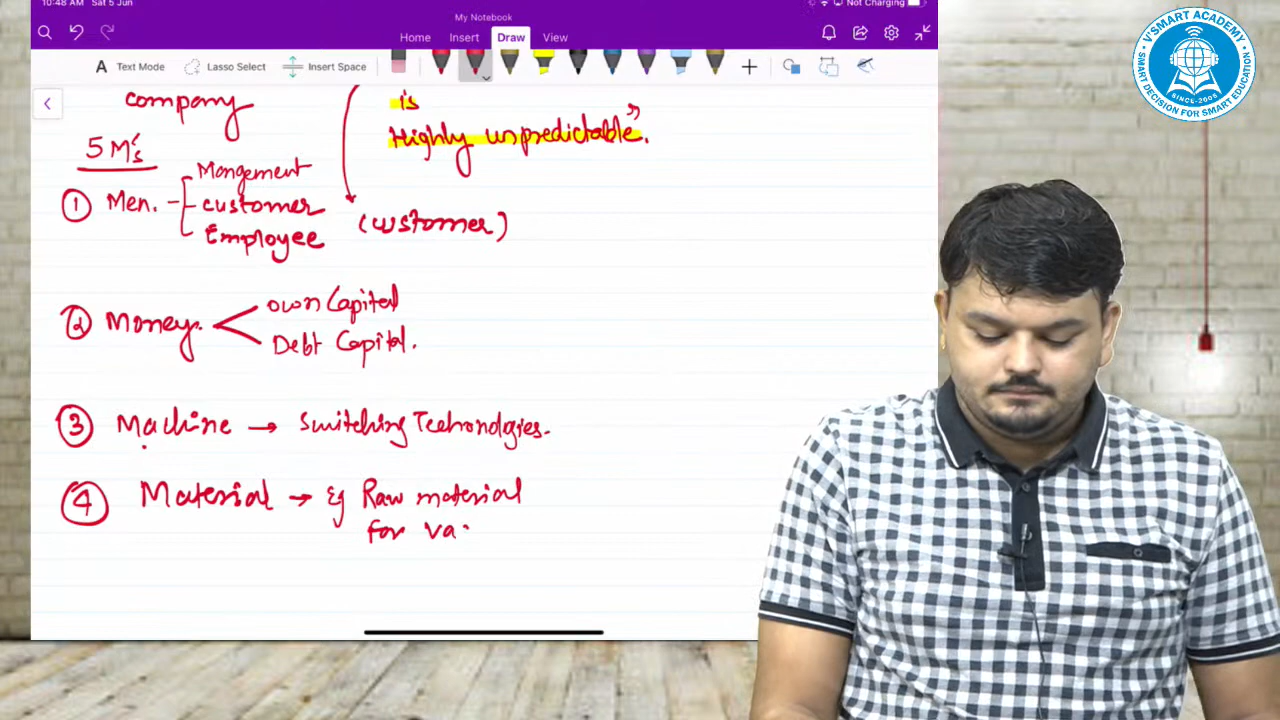 10:48 AM Sat 5 Jun
Not Charging
My Notebook
Home Insert Draw View
Text Mode Lasso Select Insert Space
company
is
Highly unpredictable".
5 M's
① Men.
Mangement
customer
Employee
(customer)
② Money.
own Capital
Debt Capital.
③ Machine → Switching Technologies.
④ Material → Eg Raw material
for va
V'SMART ACADEMY
SINCE-2006
SMART DECISION FOR SMART EDUCATION